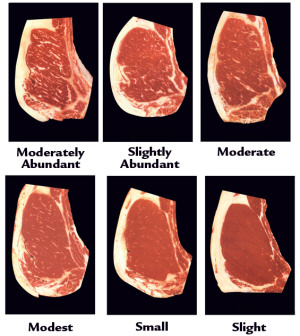 Moderately Abundant
Slightly Abundant
Moderate
Modest
Small
Slight